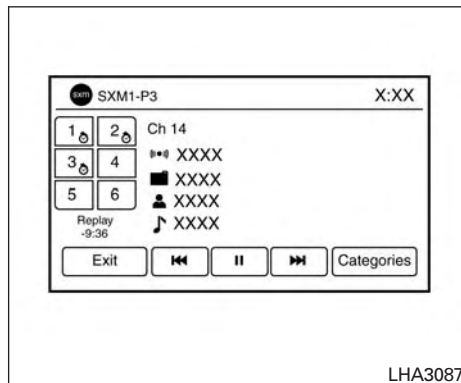 sxm SXM1-P3 X:XX
1 2 Ch 14
XXXX
3 4 XXXX
5 6 XXXX
Replay XXXX
-9:36
Exit Categories
LHA3087